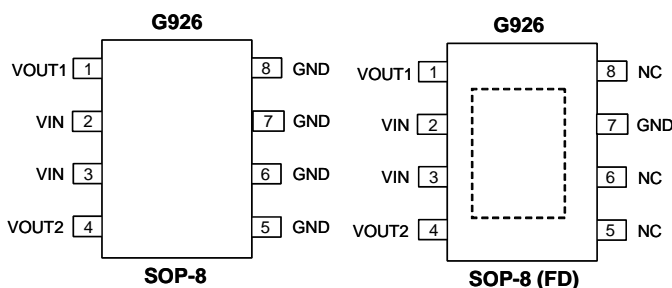 G926
VOUT1 1 8 GND
VIN 2 7 GND
VIN 3 6 GND
VOUT2 4 5 GND
SOP-8
G926
VOUT1 1 8 NC
VIN 2 7 GND
VIN 3 6 NC
VOUT2 4 5 NC
SOP-8 (FD)